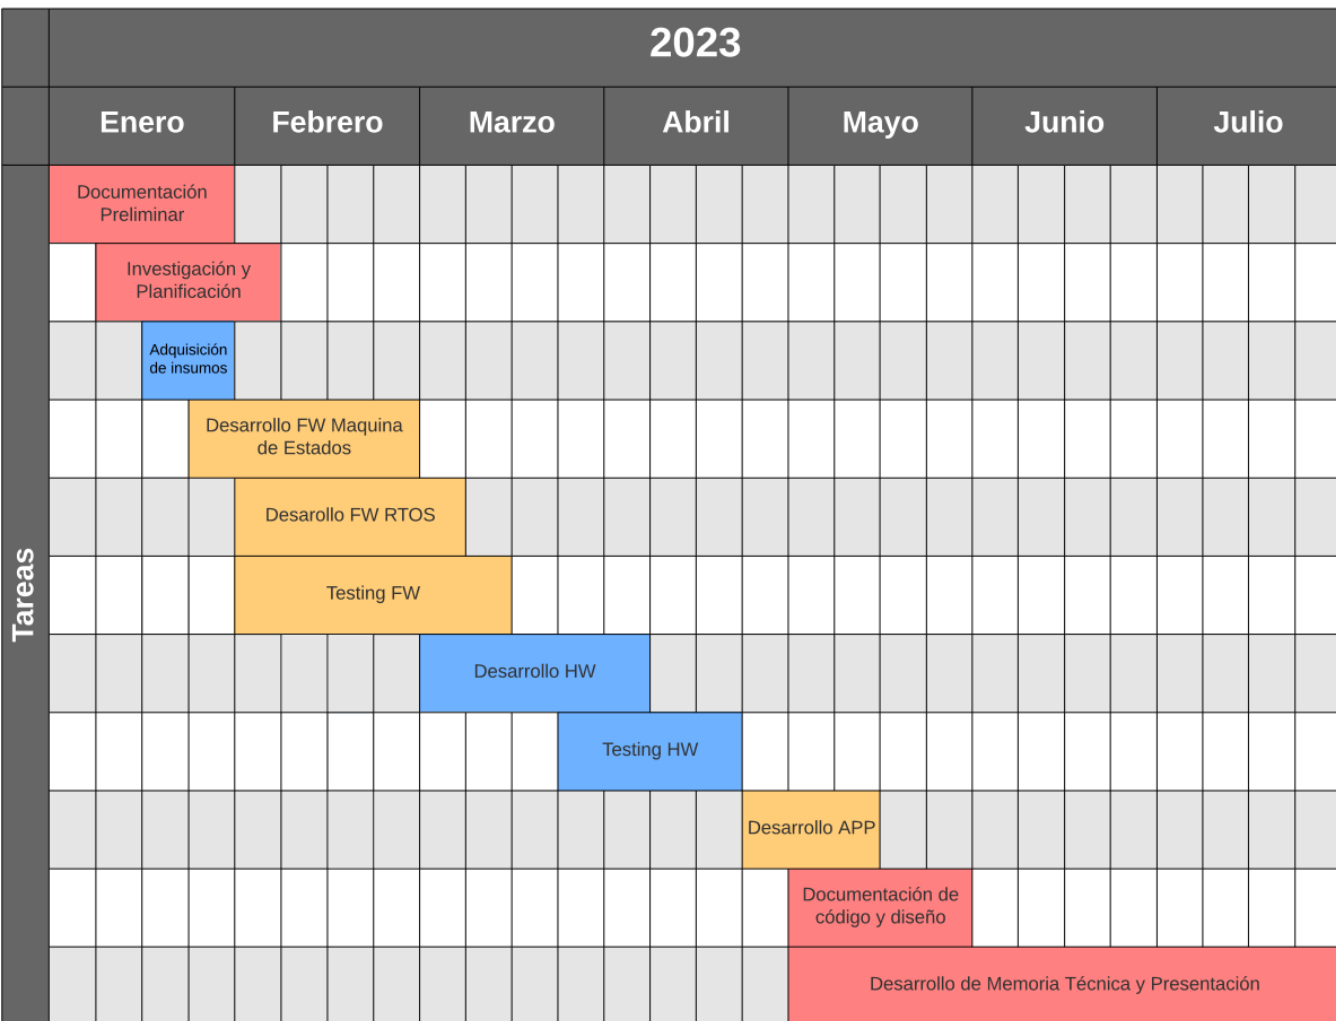 2023
Enero
Febrero
Marzo
Abril
Mayo
Junio
Julio
Tareas
Documentación
Preliminar
Investigación y
Planificación
Adquisición
de insumos
Desarrollo FW Maquina
de Estados
Desarollo FW RTOS
Testing FW
Desarrollo HW
Testing HW
Desarrollo APP
Documentación de
código y diseño
Desarrollo de Memoria Técnica y Presentación